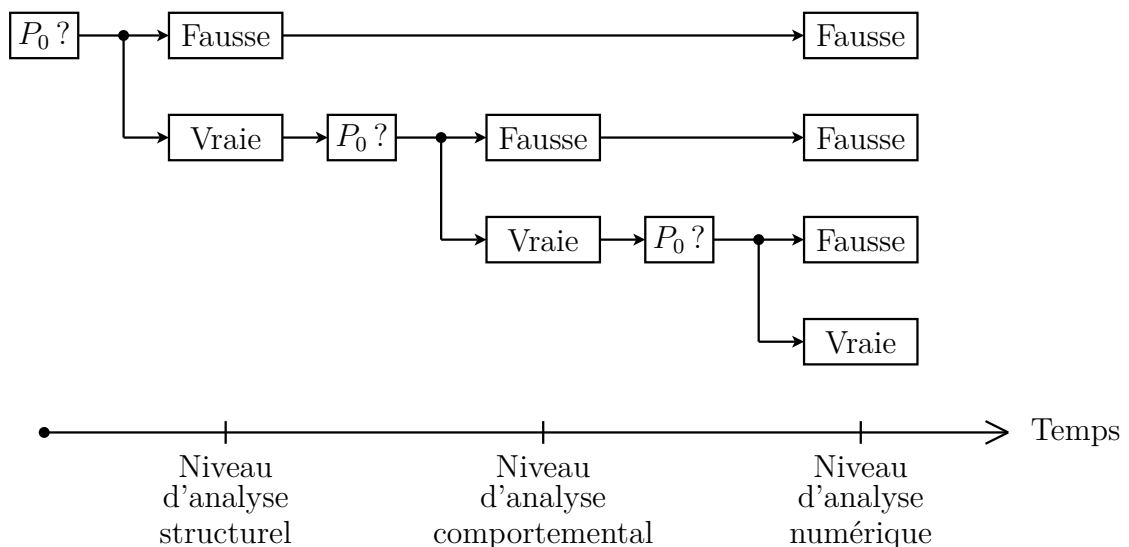 P₀ ? Fausse Fausse
Vraie P₀ ? Fausse Fausse
Vraie P₀ ? Fausse
Vraie
Temps
Niveau
d'analyse
structurel
Niveau
d'analyse
comportemental
Niveau
d'analyse
numérique